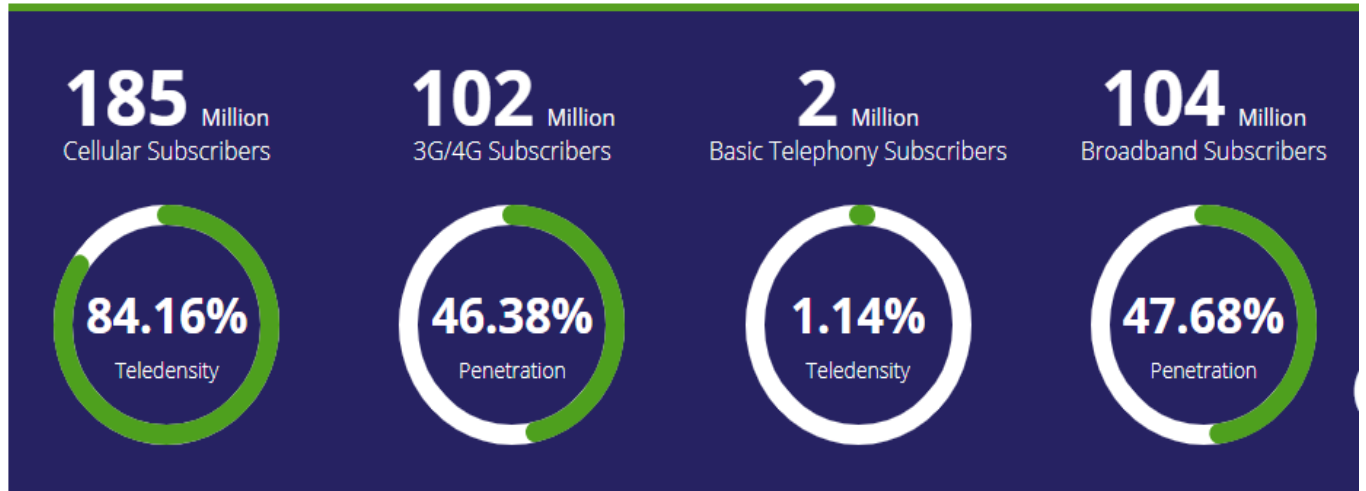 185 Million
Cellular Subscribers
84.16%
Teledensity
102 Million
3G/4G Subscribers
46.38%
Penetration
2 Million
Basic Telephony Subscribers
1.14%
Teledensity
104 Million
Broadband Subscribers
47.68%
Penetration